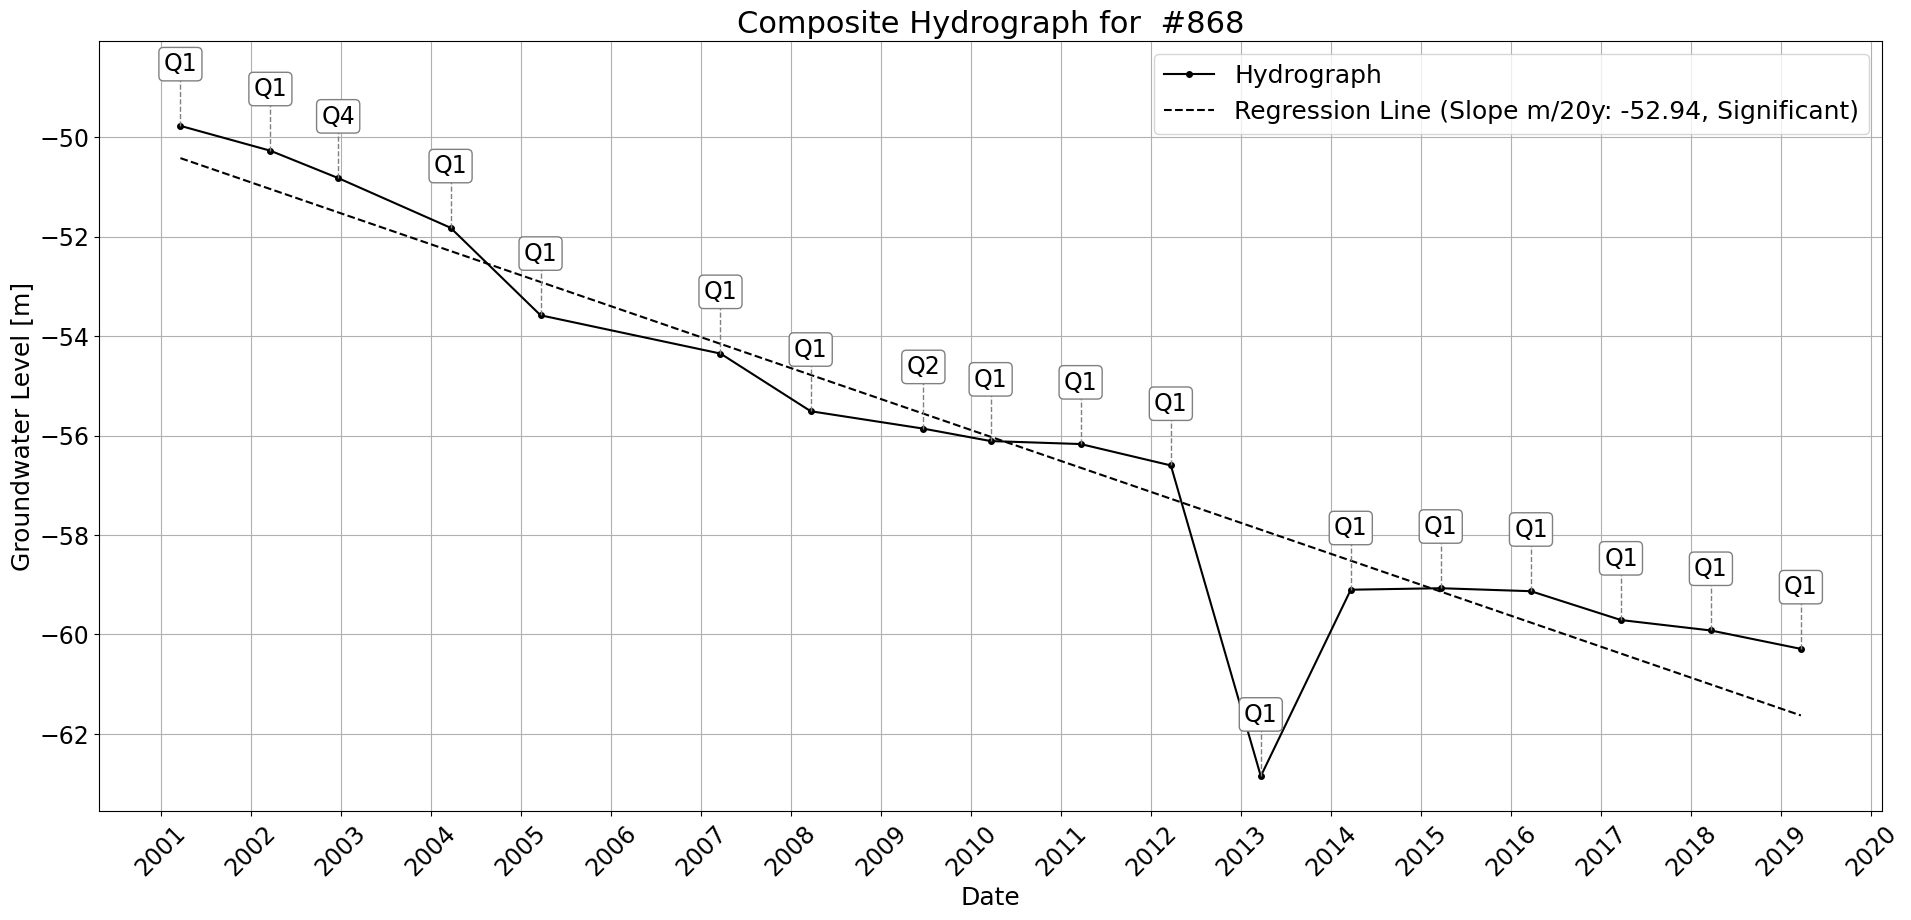 Composite Hydrograph for  #868
Hydrograph
Regression Line (Slope m/20y: -52.94, Significant)
Q1
Q1
Q4
Q1
Q1
Q1
Q1
Q2
Q1
Q1
Q1
Q1
Q1
Q1
Q1
Q1
Q1
Q1
Groundwater Level [m]
−50
−52
−54
−56
−58
−60
−62
2001
2002
2003
2004
2005
2006
2007
2008
2009
2010
2011
2012
2013
2014
2015
2016
2017
2018
2019
2020
Date